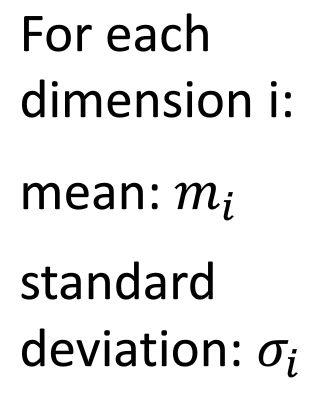 For each
dimension i:
mean: 𝑚ᵢ
standard
deviation: 𝜎ᵢ